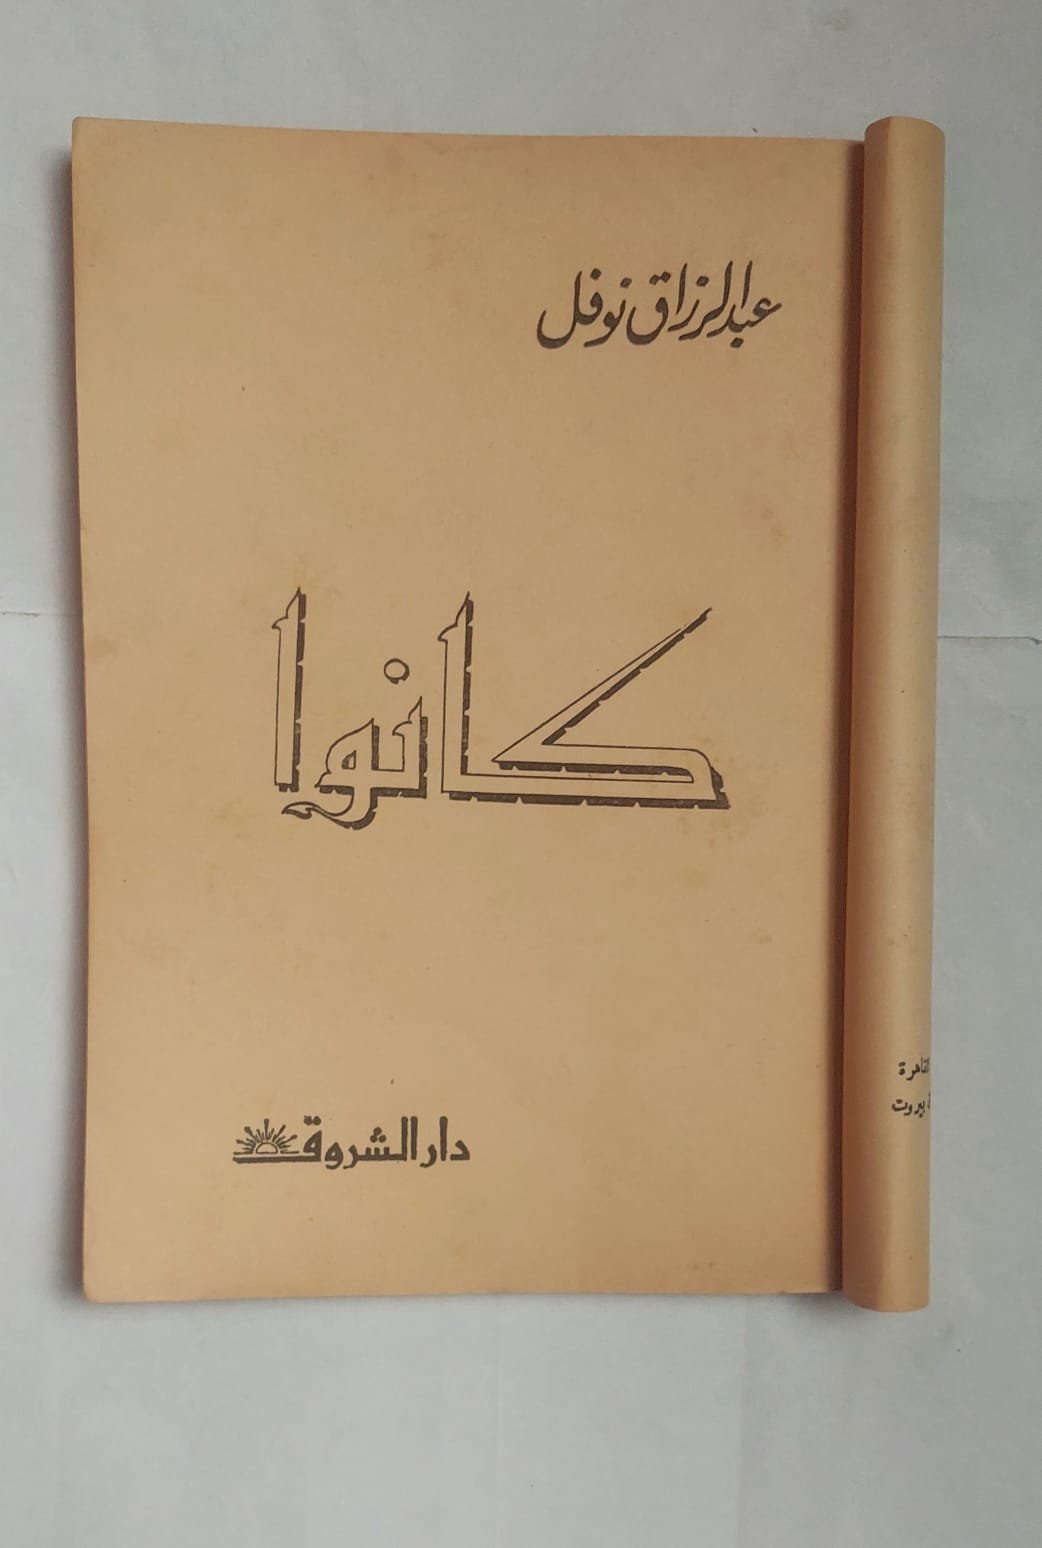 عبد الرزاق نوفل
كانوا
دار الشروق
القاهرة
بيروت